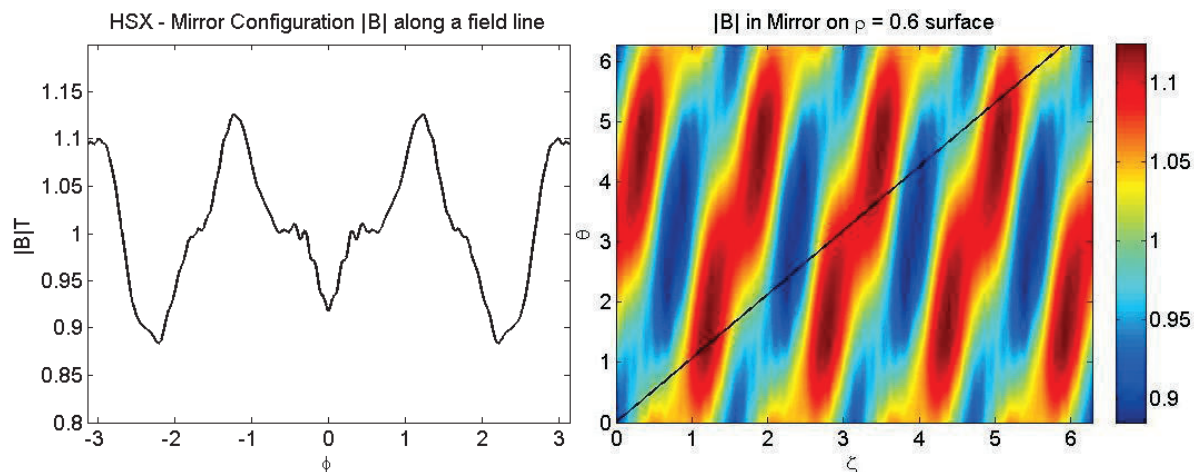 HSX - Mirror Configuration |B| along a field line
|B|T
1.15
1.1
1.05
1
0.95
0.9
0.85
0.8
-3 -2 -1 0 1 2 3
ϕ
|B| in Mirror on ρ = 0.6 surface
θ
6
5
4
3
2
1
0
0 1 2 3 4 5 6
ζ
1.1
1.05
1
0.95
0.9